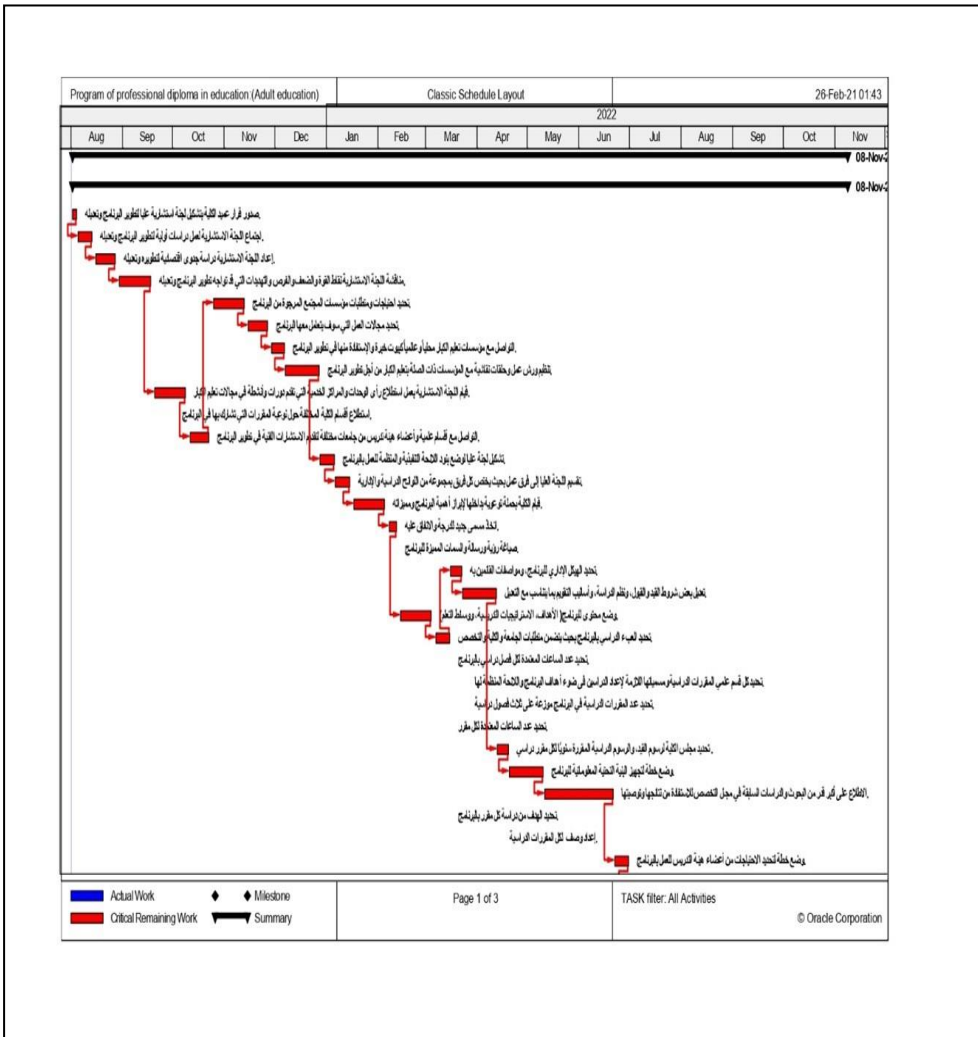 Program of professional diploma in education:(Adult education) Classic Schedule Layout 26-Feb-21 01:43
2022
Aug Sep Oct Nov Dec Jan Feb Mar Apr May Jun Jul Aug Sep Oct Nov
08-Nov-2
08-Nov-2
صدور قرار عميد الكلية بتشكيل لجنة استشارية عليا لتطوير البرنامج وتعديله.
اجتماع اللجنة الاستشارية لعمل دراسات أولية لتطوير البرنامج وتعديله.
إعداد اللجنة الاستشارية دراسة جدوى اقتصادية لتطويره وتعديله.
مناقشة اللجنة الاستشارية نقاط القوة والضعف والفرص والتهديدات التي قد تواجه تطوير البرنامج وتعديله.
تحديد احتياجات ومتطلبات مؤسسات المجتمع المرجوة من البرنامج
تحديد مجالات العمل التي سوف يتعامل معها البرنامج.
التواصل مع مؤسسات تعليم الكبار محلياً وعالمياً كبيوت خبرة والإستفادة منها في تطوير البرنامج.
تنظيم ورش عمل وحلقات نقاشية مع المؤسسات ذات الصلة بتعليم الكبار من أجل تطوير البرنامج.
قيام اللجنة الاستشارية بعمل استطلاع رأى الوحدات والمراكز الخدمية التي تقدم دورات وأنشطة في مجالات تعليم الكبار.
استطلاع أقسام الكلية المختلفة حول نوعية المقررات التي تشارك بها في البرنامج.
التواصل مع أقسام علمية وأعضاء هيئة تدريس من جامعات مختلفة لتقديم الاستشارات الفنية في تطوير البرنامج.
تشكيل لجنة عليا لوضع بنود اللائحة التنفيذية والمنظمة للعمل بالبرنامج.
تقسيم اللجنة العليا إلى فرق عمل بحيث يختص كل فريق بمجموعة من اللوائح الدراسية والإدارية.
قيام الكلية بحملة توعوية بداخلها لإبراز أهمية البرنامج ومميزاته
اتخاذ مسمى جديد للدرجة والاتفاق عليه.
صياغة رؤية ورسالة والسمات المميزة للبرنامج.
تحديد الهيكل الإداري للبرنامج، ومواصفات القائمين به
تعديل بعض شروط القيد والقبول، ونظم الدراسة، وأساليب التقويم بما يتناسب مع التعديل.
وضع محتوى للبرنامج( الأهداف، الاستراتيجيات التدريسية، ووسائط التعلم)
تحديد العبء الدراسي بالبرنامج بحيث يتضمن متطلبات الجامعة والكلية والتخصص
تحديد عدد الساعات المعتمدة لكل فصل دراسي بالبرنامج.
تحديد كل قسم علمي المقررات الدراسية ومسمياتها اللازمة لإعداد الدراسين في ضوء أهداف البرنامج واللائحة المنظمة لها.
تحديد عدد المقررات الدراسية في البرنامج موزعة على ثلاث فصول دراسية.
تحديد عدد الساعات المعتمدة لكل مقرر
تحديد مجلس الكلية لرسوم القيد، والرسوم الدراسية المقررة سنويًا لكل مقرر دراسي.
وضع خطة لتجهيز البنية التحتية المعلوماتية للبرنامج.
الاطلاع على أكبر قدر من البحوث والدراسات السابقة في مجال التخصص للاستفادة من نتائجها وتوصيتها.
تحديد الهدف من دراسة كل مقرر بالبرنامج.
إعداد وصف لكل المقررات الدراسية.
وضع خطة لتحديد الاحتياجات من أعضاء هيئة التدريس للعمل بالبرنامج.
Actual Work Milestone Page 1 of 3 TASK filter: All Activities
Critical Remaining Work Summary
© Oracle Corporation